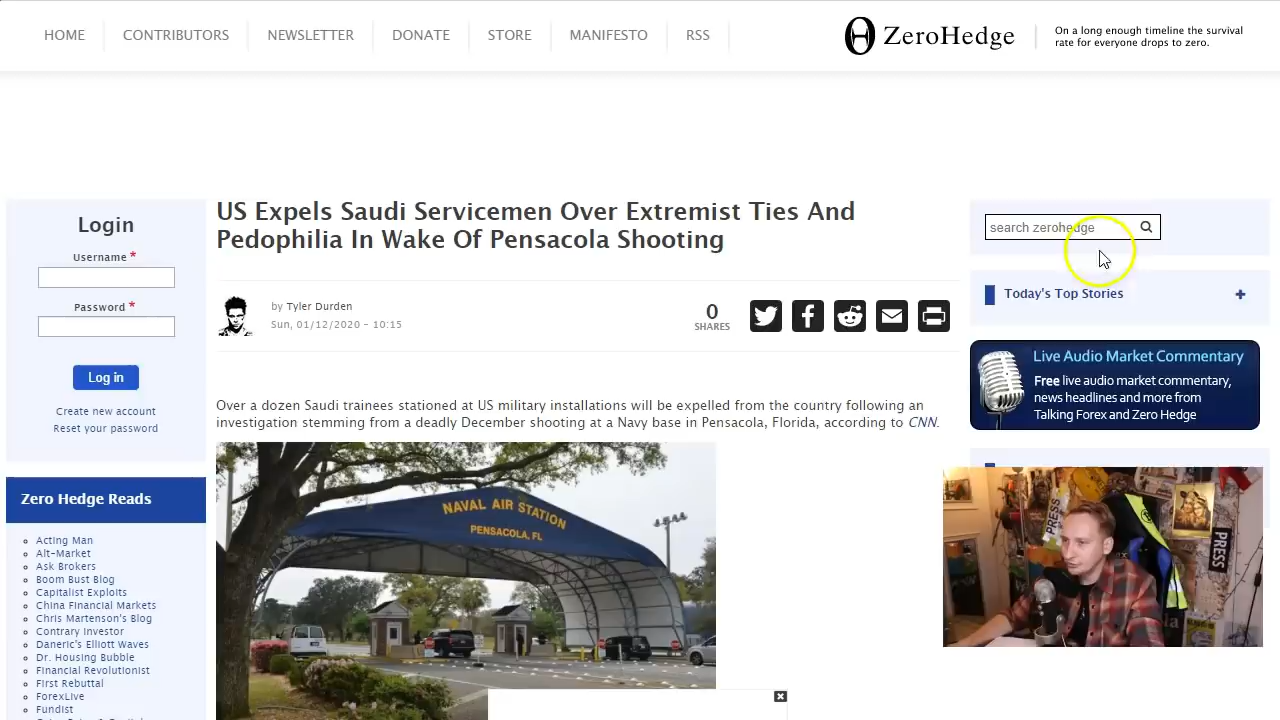 HOME
CONTRIBUTORS
NEWSLETTER
DONATE
STORE
MANIFESTO
RSS
ZeroHedge
On a long enough timeline the survival
rate for everyone drops to zero.
Login
Username *
Password *
Log in
Create new account
Reset your password
Zero Hedge Reads
Acting Man
Alt-Market
Ask Brokers
Boom Bust Blog
Capitalist Exploits
China Financial Markets
Chris Martenson's Blog
Contrary Investor
Daneric's Elliott Waves
Dr. Housing Bubble
Financial Revolutionist
First Rebuttal
ForexLive
Fundist
US Expels Saudi Servicemen Over Extremist Ties And
Pedophilia In Wake Of Pensacola Shooting
by Tyler Durden
Sun, 01/12/2020 - 10:15
0
SHARES
Over a dozen Saudi trainees stationed at US military installations will be expelled from the country following an
investigation stemming from a deadly December shooting at a Navy base in Pensacola, Florida, according to CNN.
NAVAL AIR STATION
PENSACOLA, FL
search zerohedge
Today's Top Stories +
Live Audio Market Commentary
Free live audio market commentary,
news headlines and more from
Talking Forex and Zero Hedge
PRESS
PRESS